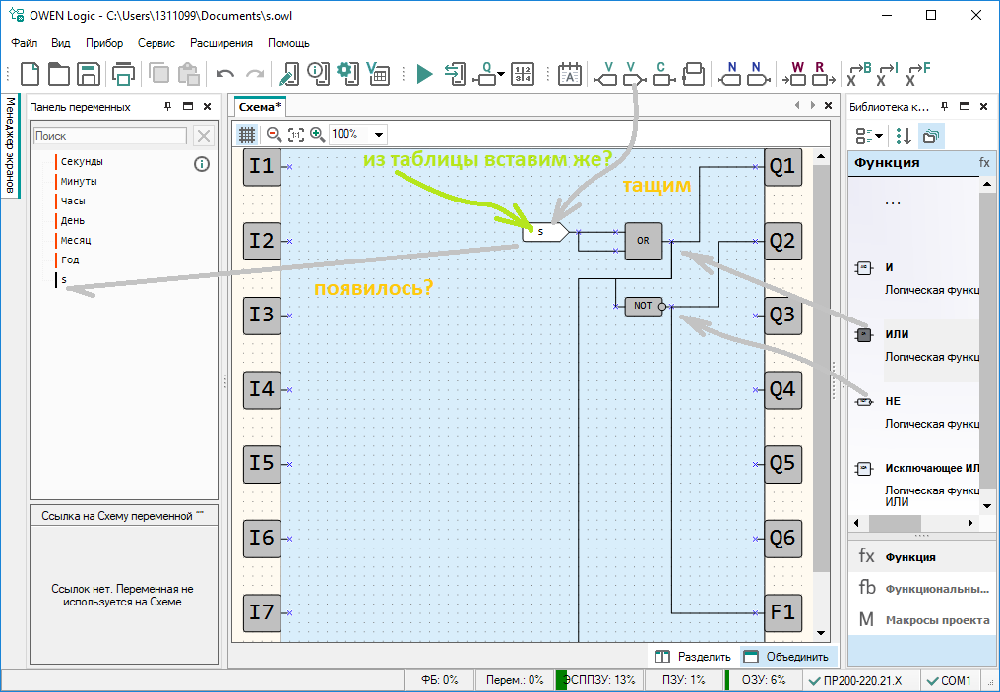 OWEN Logic - C:\Users\1311099\Documents\s.owl
Файл Вид Прибор Сервис Расширения Помощь
Q V V C N N W R B I F
Менеджер экранов
Панель переменных
Поиск
Секунды
Минуты
Часы
День
Месяц
Год
s
Ссылка на Схему переменной ""
Ссылок нет. Переменная не
используется на Схеме
Схема*
100%
из таблицы вставим же?
тащим
появилось?
I1
I2
I3
I4
I5
I6
I7
s
OR
NOT
Q1
Q2
Q3
Q4
Q5
Q6
F1
Разделить Объединить
Библиотека к...
Функция fx
...
И
Логическая функц
ИЛИ
Логическая функц
НЕ
Логическая функц
Исключающее ИЛ
Логическая функц
ИЛИ
fx Функция
fb Функциональны...
M Макросы проекта
ФБ: 0% Перем.: 0% ЭСППЗУ: 13% ПЗУ: 1% ОЗУ: 6% ПР200-220.21.X COM1